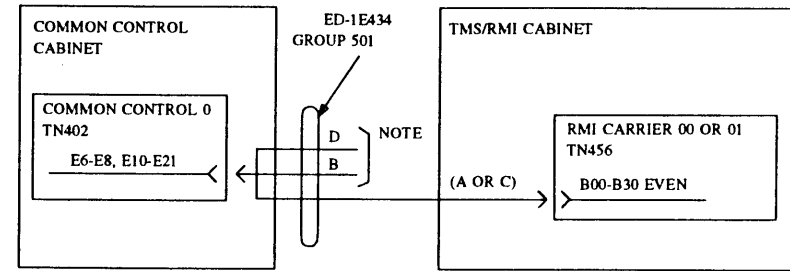 COMMON CONTROL
CABINET
ED-1E434
GROUP 501
TMS/RMI CABINET
COMMON CONTROL 0
TN402
E6-E8, E10-E21
D
B
NOTE
(A OR C)
RMI CARRIER 00 OR 01
TN456
B00-B30 EVEN